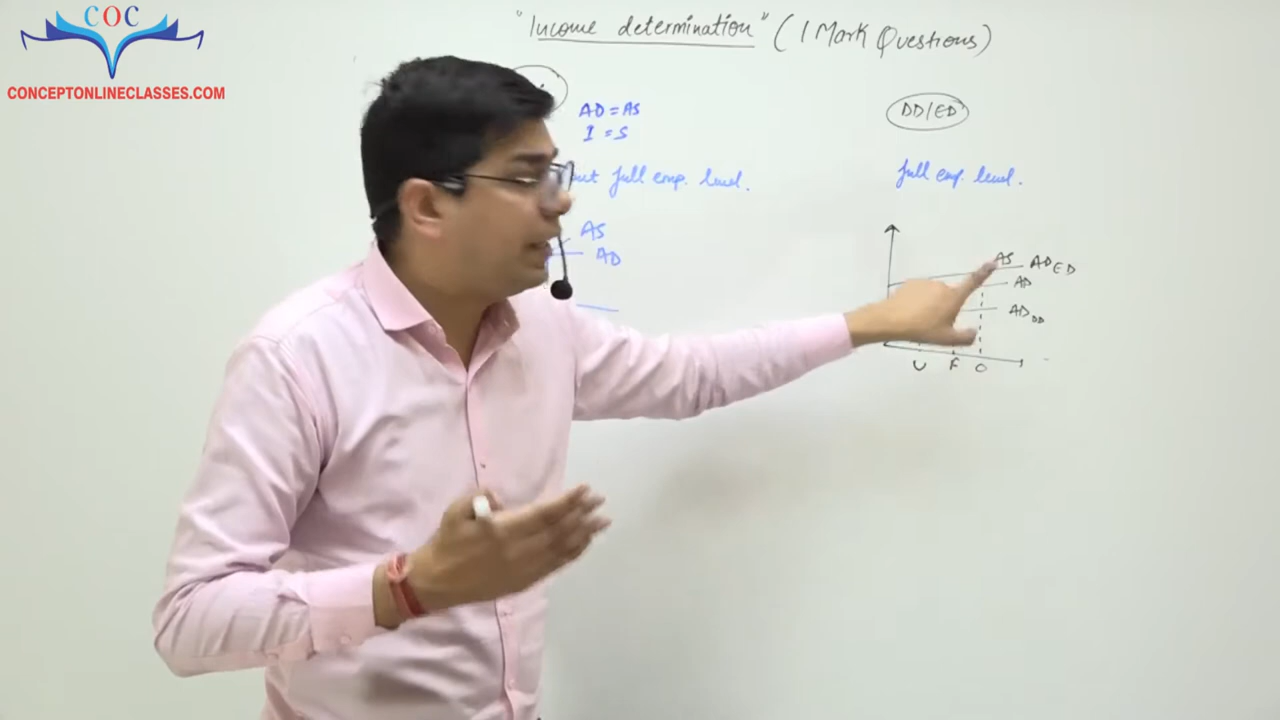 COC
CONCEPTONLINECLASSES.COM
"Income determination" (1 Mark Questions)
AD = AS
I = S
full emp. level.
AS
AD
DD/ED
full emp. level.
AS AD ED
AD
AD DD
U F O